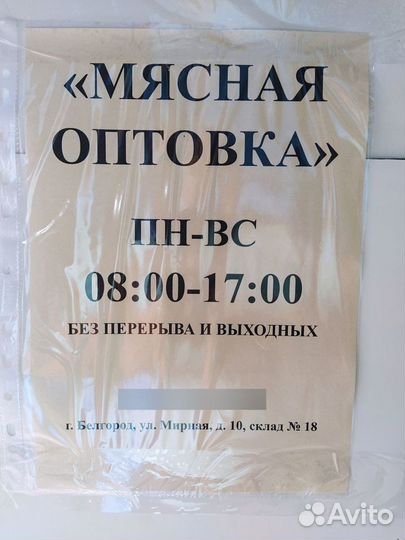 «МЯСНАЯ
ОПТОВКА»
ПН-ВС
08:00-17:00
БЕЗ ПЕРЕРЫВА И ВЫХОДНЫХ
г. Белгород, ул. Мирная, д. 10, склад № 18
Avito